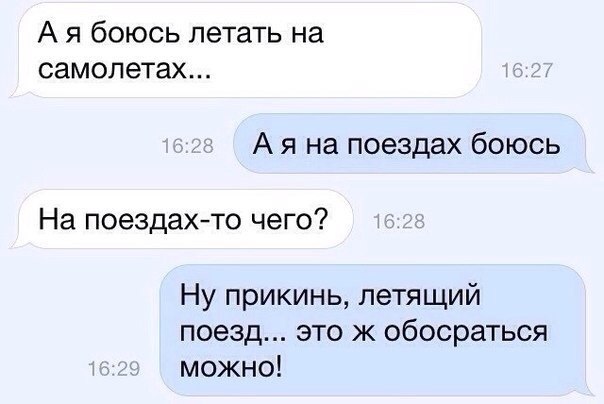 А я боюсь летать на
самолетах...
16:27
16:28
А я на поездах боюсь
На поездах-то чего?
16:28
Ну прикинь, летящий
поезд... это ж обосраться
16:29
можно!